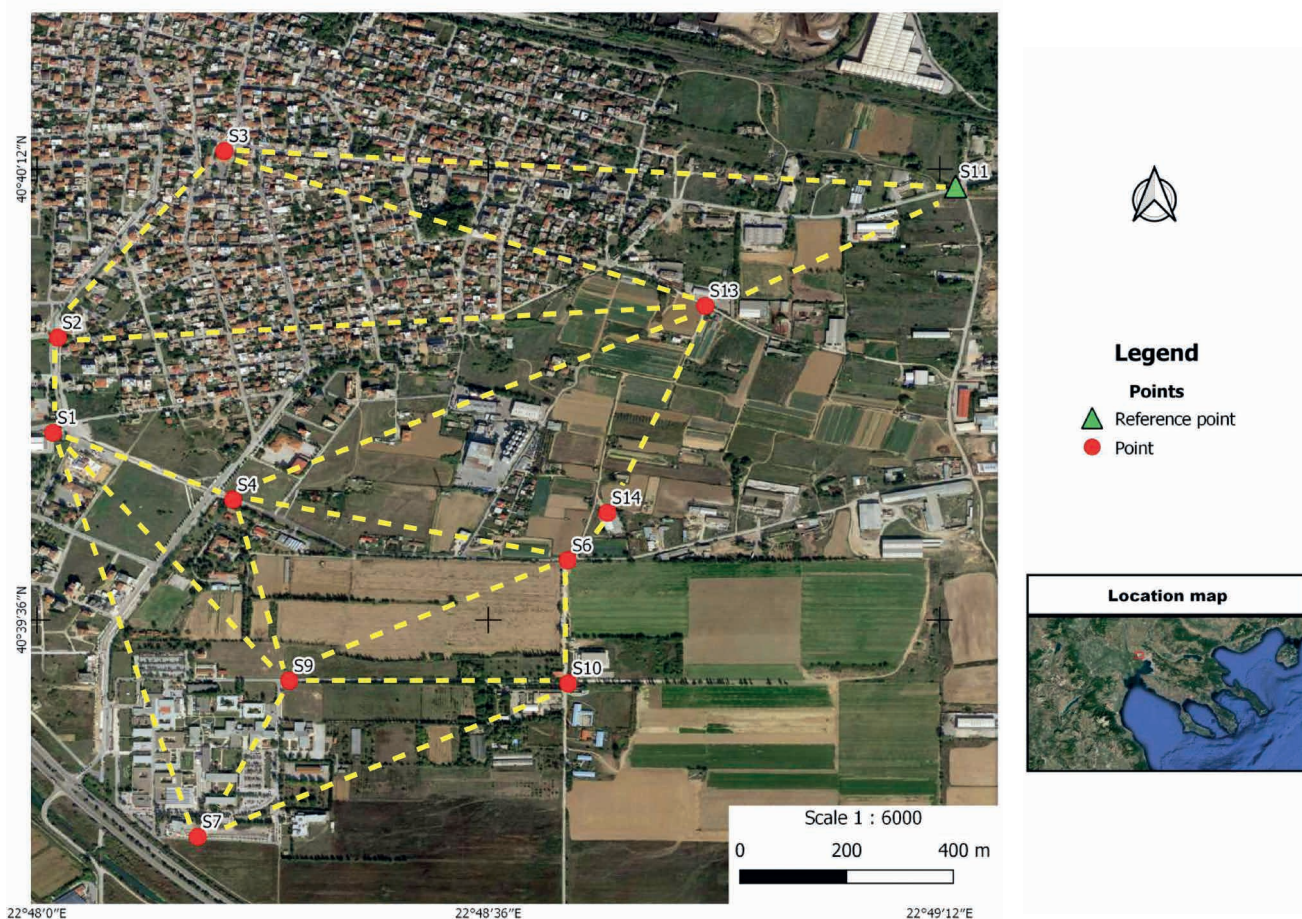 S3
40°40'12"N
S11
S13
S2
S1
S4
S14
S6
40°39'36"N
S9
S10
S7
Scale 1 : 6000
0 200 400 m
22°48'0"E 22°48'36"E 22°49'12"E
Legend
Points
Reference point
Point
Location map